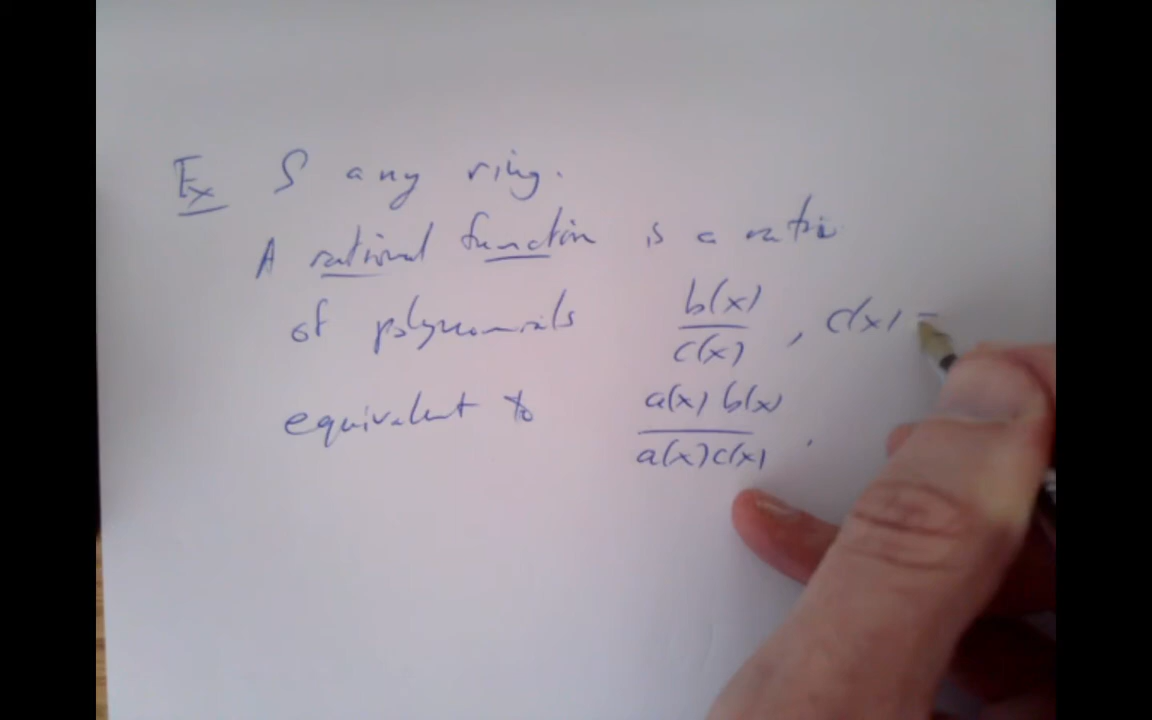 Ex S any ring.
A rational function is a ratio
of polynomials b(x)/c(x), c(x) =
equivalent to a(x) b(x)/a(x) c(x).